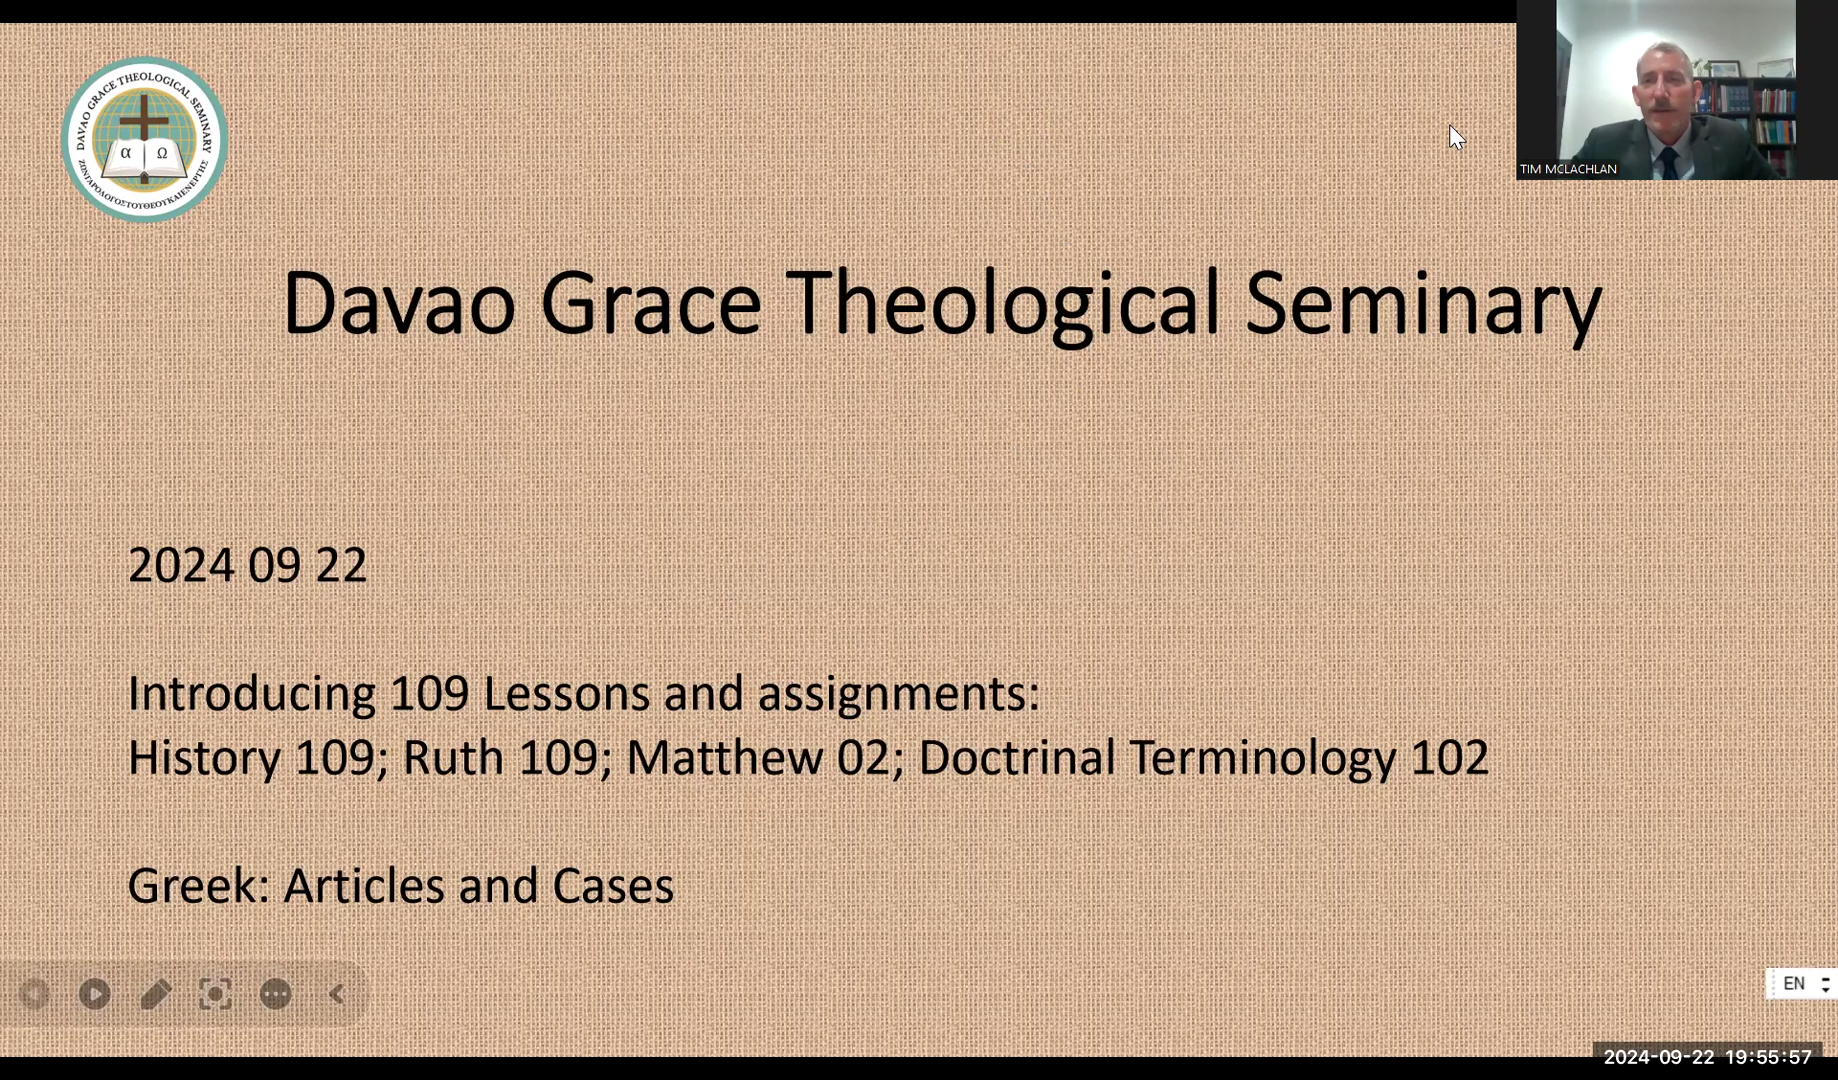 DAVAO GRACE THEOLOGICAL SEMINARY
α Ω
ΖΩΝΓΑΡΟΛΟΓΟΣΤΟΥΘΕΟΥΚΑΙΕΝΕΡΓΗΣ
TIM MCLACHLAN
Davao Grace Theological Seminary
2024 09 22
Introducing 109 Lessons and assignments:
History 109; Ruth 109; Matthew 02; Doctrinal Terminology 102
Greek: Articles and Cases
EN
2024-09-22 19:55:57